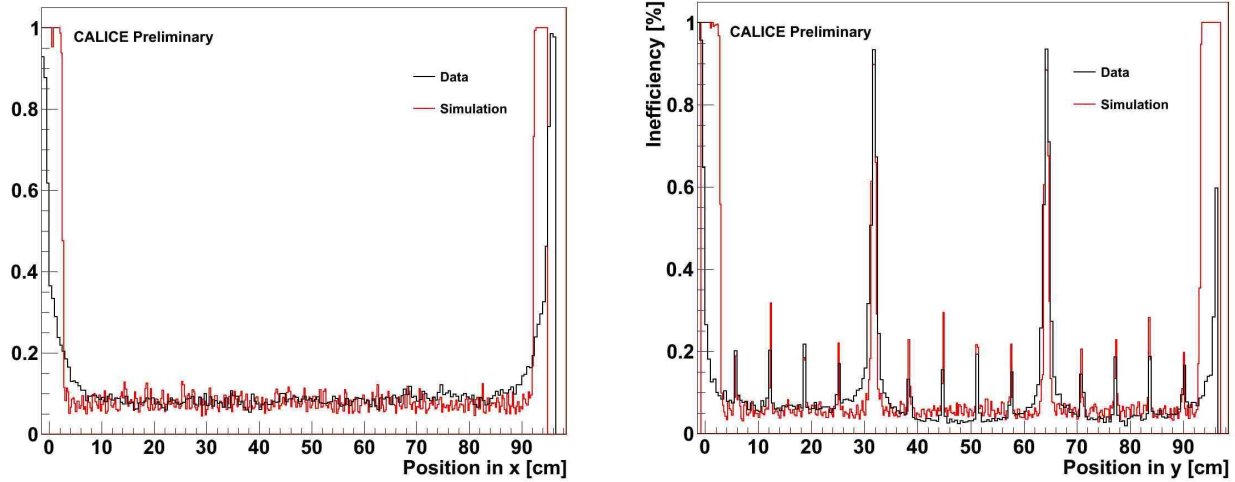 CALICE Preliminary
Data
Simulation
1
0.8
0.6
0.4
0.2
0
0 10 20 30 40 50 60 70 80 90
Position in x [cm]
Inefficiency [%]
CALICE Preliminary
Data
Simulation
1
0.8
0.6
0.4
0.2
0
0 10 20 30 40 50 60 70 80 90
Position in y [cm]